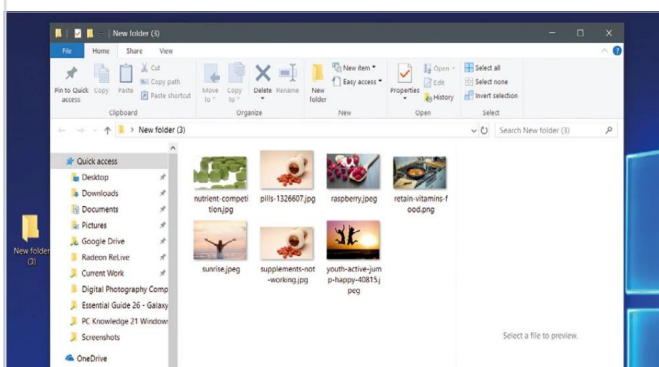 New folder (3)
File Home Share View
Pin to Quick access
Copy
Paste
Cut
Copy path
Paste shortcut
Move to
Copy to
Delete
Rename
New folder
New item
Easy access
Properties
Open
Edit
History
Select all
Select none
Invert selection
Clipboard Organize New Open Select
New folder (3)
Search New folder (3)
Quick access
Desktop
Downloads
Documents
Pictures
Google Drive
Radeon ReLive
Current Work
Digital Photography Comp
Essential Guide 26 - Galaxy
PC Knowledge 21 Window
Screenshots
OneDrive
nutrient-competi
tion.jpg
pills-1326607.jpg
raspberry.jpeg
retain-vitamins-f
ood.png
sunrise.jpeg
supplements-not
-working.jpg
youth-active-jum
p-happy-40815.j
peg
Select a file to preview.
New folder
(3)